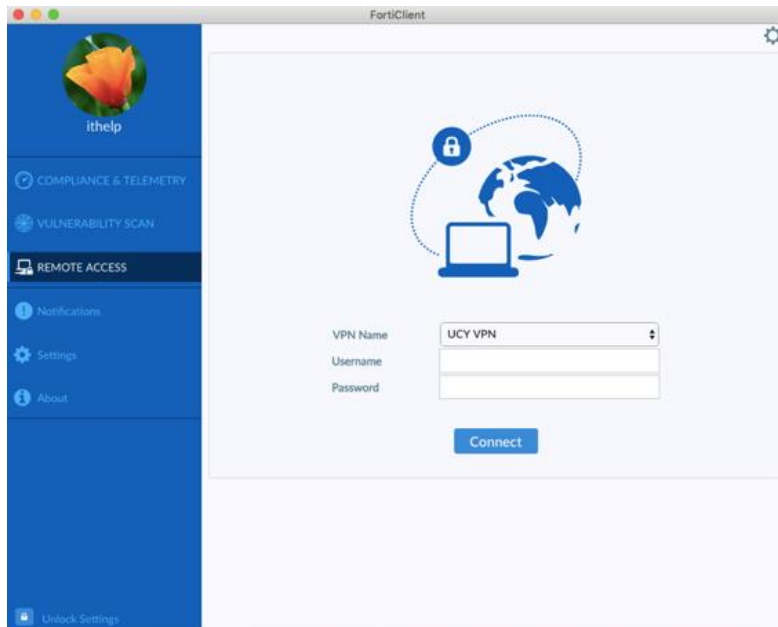 FortiClient
ithelp
COMPLIANCE & TELEMETRY
VULNERABILITY SCAN
REMOTE ACCESS
Notifications
Settings
About
Unlock Settings
VPN Name UCY VPN
Username
Password
Connect